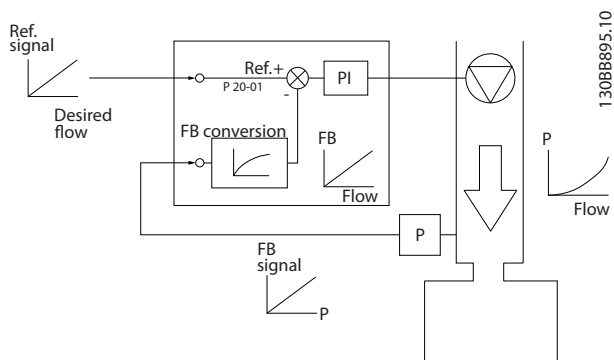 Ref.
signal
Desired
flow
Ref.+
P 20-01
-
PI
FB conversion
FB
Flow
P
FB
signal
P
P
Flow
130BB895.10